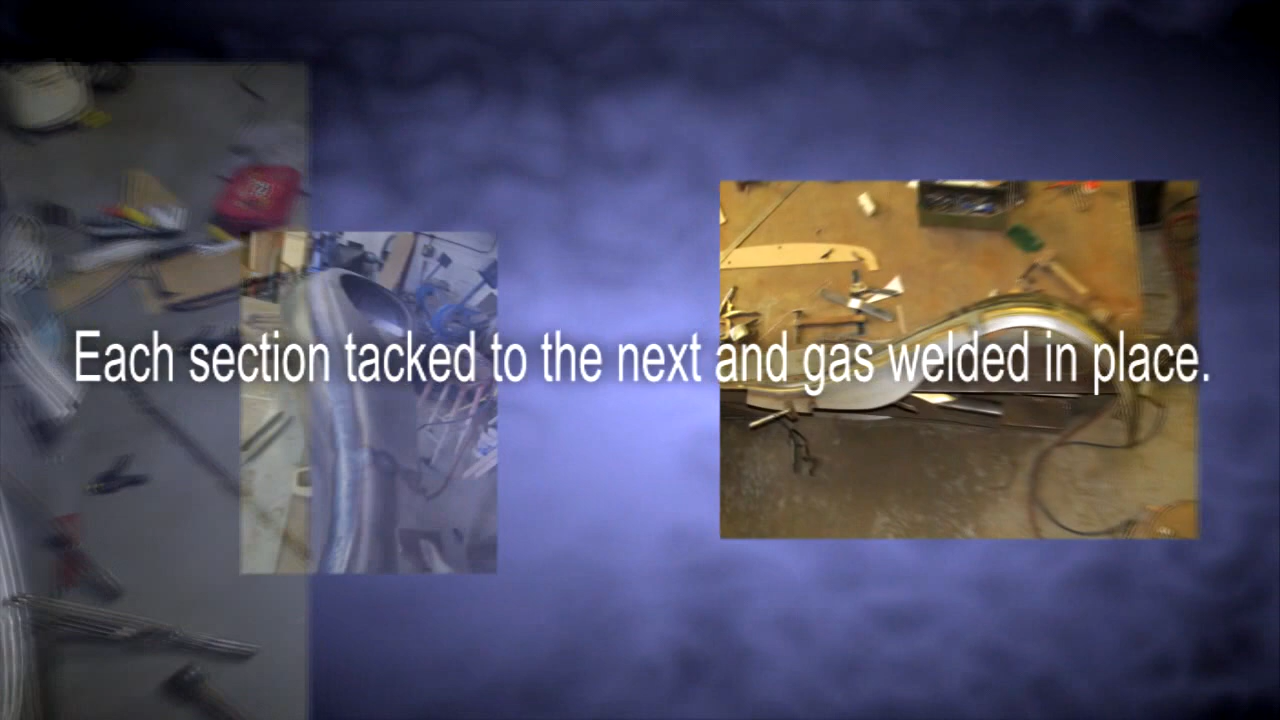 Each section tacked to the next and gas welded in place.